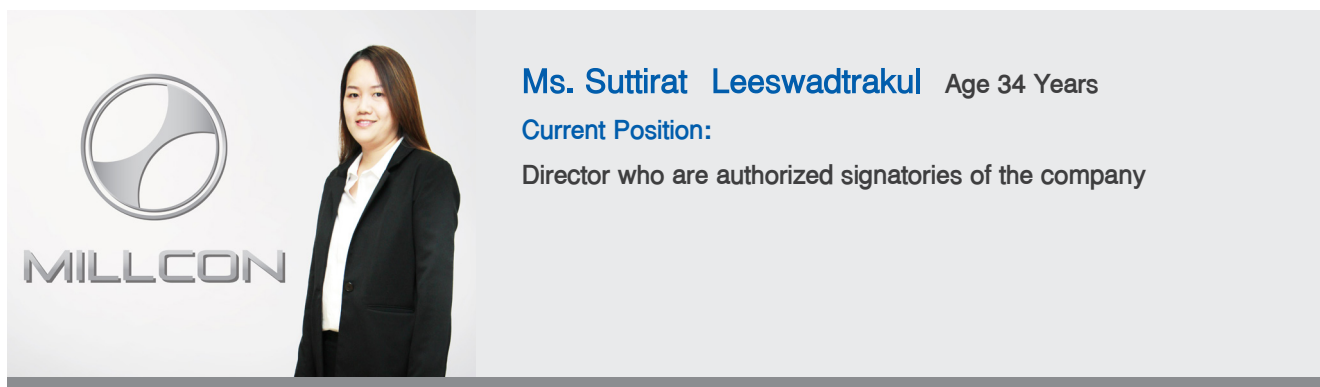 MILLCON
Ms. Suttirat Leeswadtrakul Age 34 Years
Current Position:
Director who are authorized signatories of the company